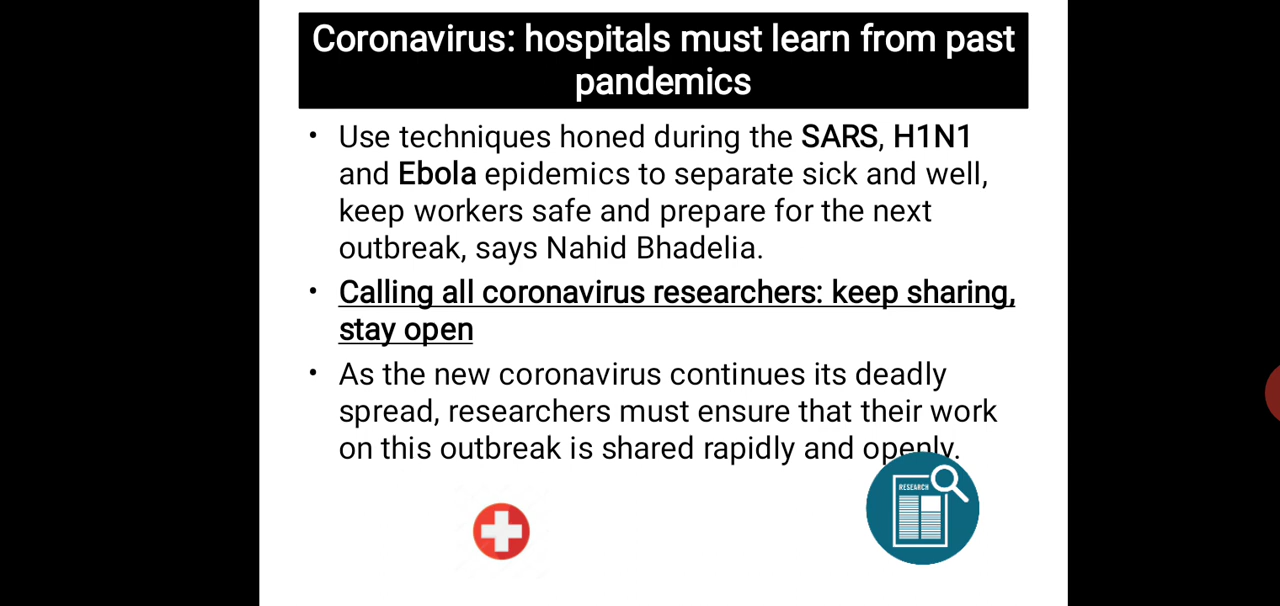 Coronavirus: hospitals must learn from past
pandemics
• Use techniques honed during the SARS, H1N1
and Ebola epidemics to separate sick and well,
keep workers safe and prepare for the next
outbreak, says Nahid Bhadelia.
• Calling all coronavirus researchers: keep sharing,
stay open
• As the new coronavirus continues its deadly
spread, researchers must ensure that their work
on this outbreak is shared rapidly and openly.
RESEARCH